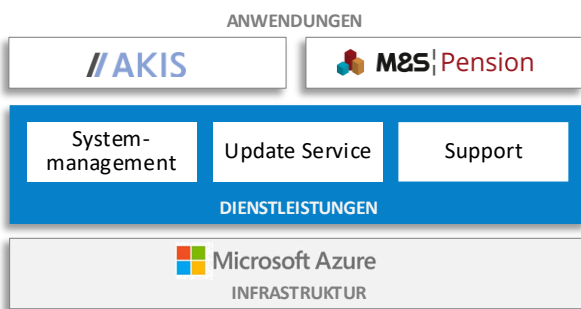 ANWENDUNGEN
// AKIS
M&S Pension
System-
management
Update Service
Support
DIENSTLEISTUNGEN
Microsoft Azure
INFRASTRUKTUR